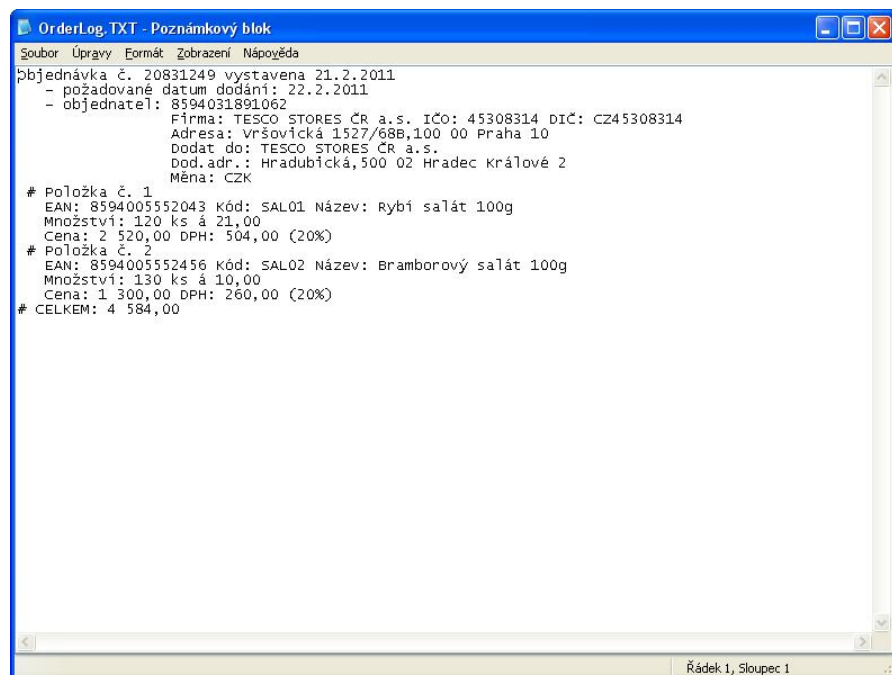 OrderLog.TXT - Poznámkový blok
Soubor Úpravy Formát Zobrazení Nápověda
Objednávka č. 20831249 vystavena 21.2.2011
- požadované datum dodání: 22.2.2011
- objednatel: 8594031891062
Firma: TESCO STORES ČR a.s. IČO: 45308314 DIČ: CZ45308314
Adresa: Vršovická 1527/68B,100 00 Praha 10
Dodat do: TESCO STORES ČR a.s.
Dod.adr.: Hradubická,500 02 Hradec Králové 2
Měna: CZK
# Položka č. 1
EAN: 8594005552043 Kód: SAL01 Název: Rybí salát 100g
Množství: 120 ks á 21,00
Cena: 2 520,00 DPH: 504,00 (20%)
# Položka č. 2
EAN: 8594005552456 Kód: SAL02 Název: Bramborový salát 100g
Množství: 130 ks á 10,00
Cena: 1 300,00 DPH: 260,00 (20%)
# CELKEM: 4 584,00
Řádek 1, Sloupec 1